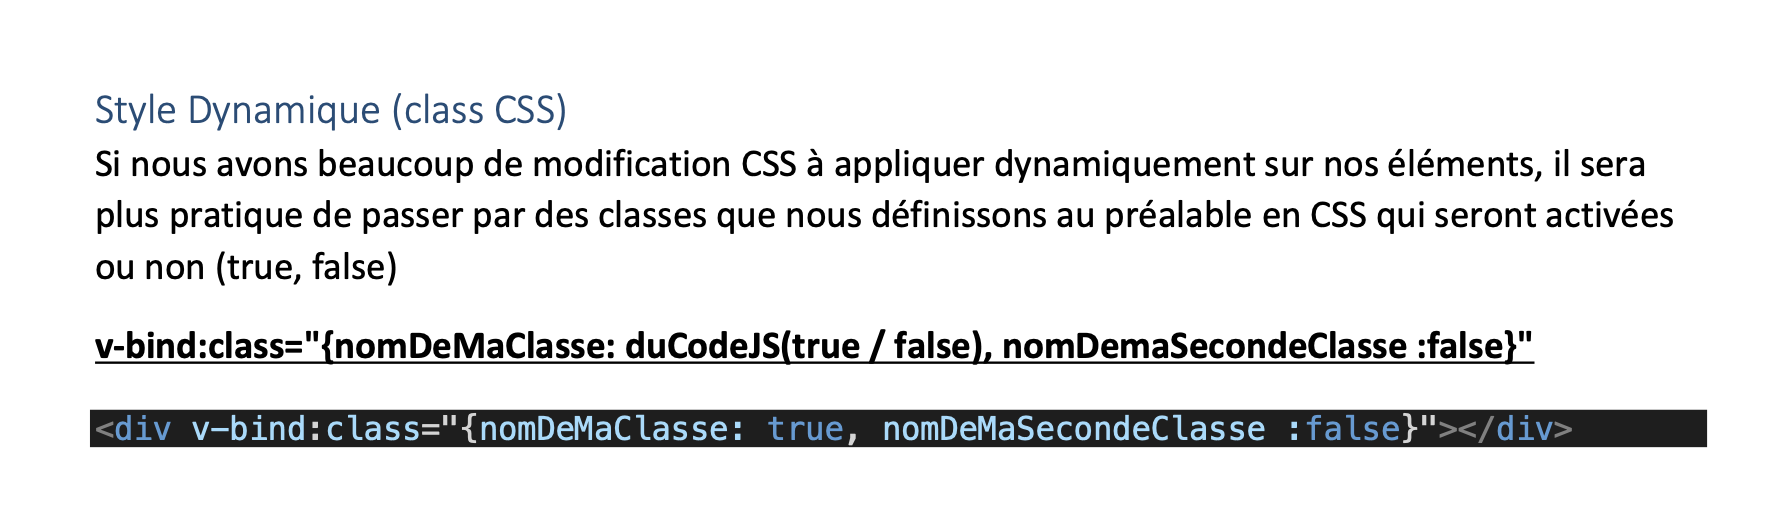 Style Dynamique (class CSS)
Si nous avons beaucoup de modification CSS à appliquer dynamiquement sur nos éléments, il sera
plus pratique de passer par des classes que nous définissons au préalable en CSS qui seront activées
ou non (true, false)
v-bind:class="{nomDeMaClasse: duCodeJS(true / false), nomDemaSecondeClasse :false}"
<div v-bind:class="{nomDeMaClasse: true, nomDeMaSecondeClasse :false}"></div>